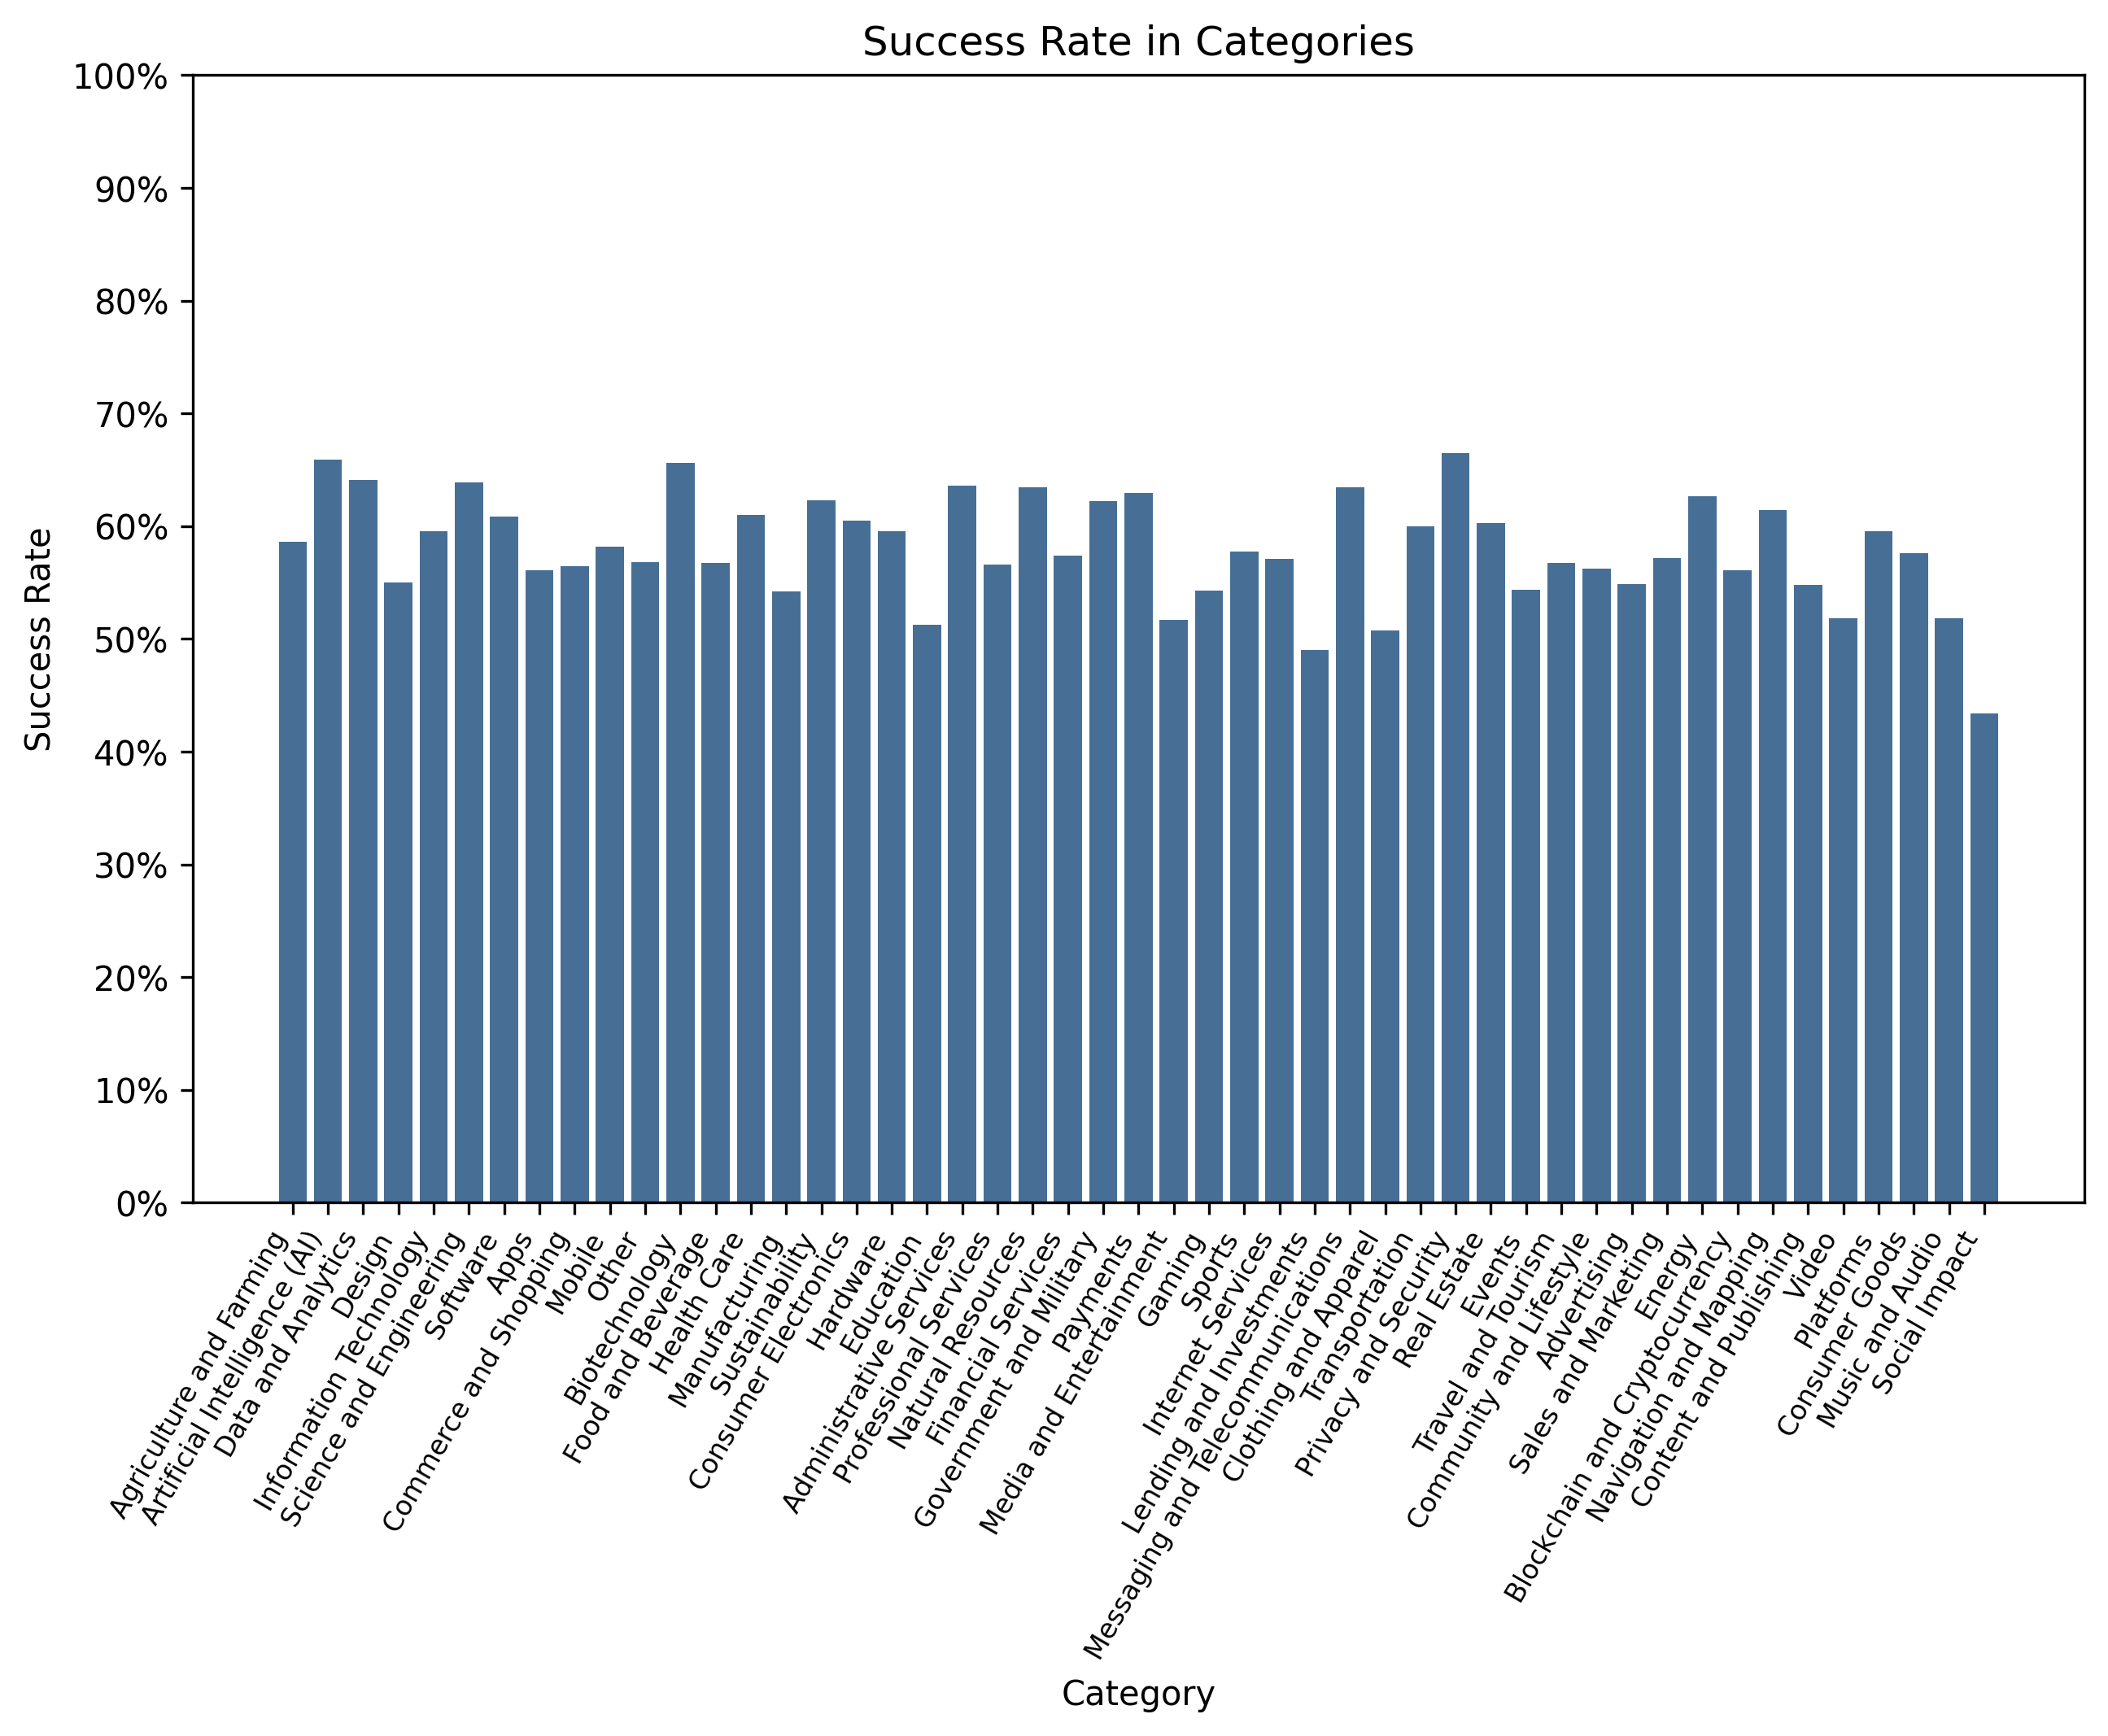 Success Rate in Categories
100%
90%
80%
70%
60%
50%
40%
30%
20%
10%
0%
Success Rate
Agriculture and Farming
Artificial Intelligence (AI)
Data and Analytics
Design
Information Technology
Science and Engineering
Software
Apps
Commerce and Shopping
Mobile
Other
Biotechnology
Food and Beverage
Health Care
Manufacturing
Sustainability
Consumer Electronics
Hardware
Education
Administrative Services
Professional Services
Natural Resources
Financial Services
Government and Military
Payments
Media and Entertainment
Gaming
Sports
Internet Services
Lending and Investments
Messaging and Telecommunications
Clothing and Apparel
Transportation
Privacy and Security
Real Estate
Events
Travel and Tourism
Community and Lifestyle
Advertising
Sales and Marketing
Energy
Blockchain and Cryptocurrency
Navigation and Mapping
Content and Publishing
Video
Platforms
Consumer Goods
Music and Audio
Social Impact
Category